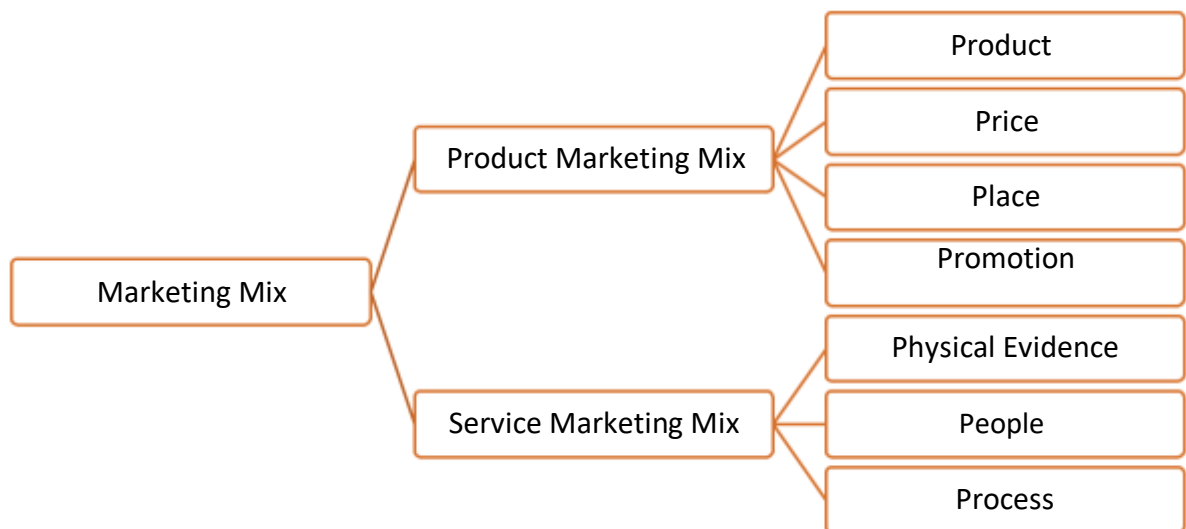 Marketing Mix
Product Marketing Mix
Product
Price
Place
Promotion
Service Marketing Mix
Physical Evidence
People
Process